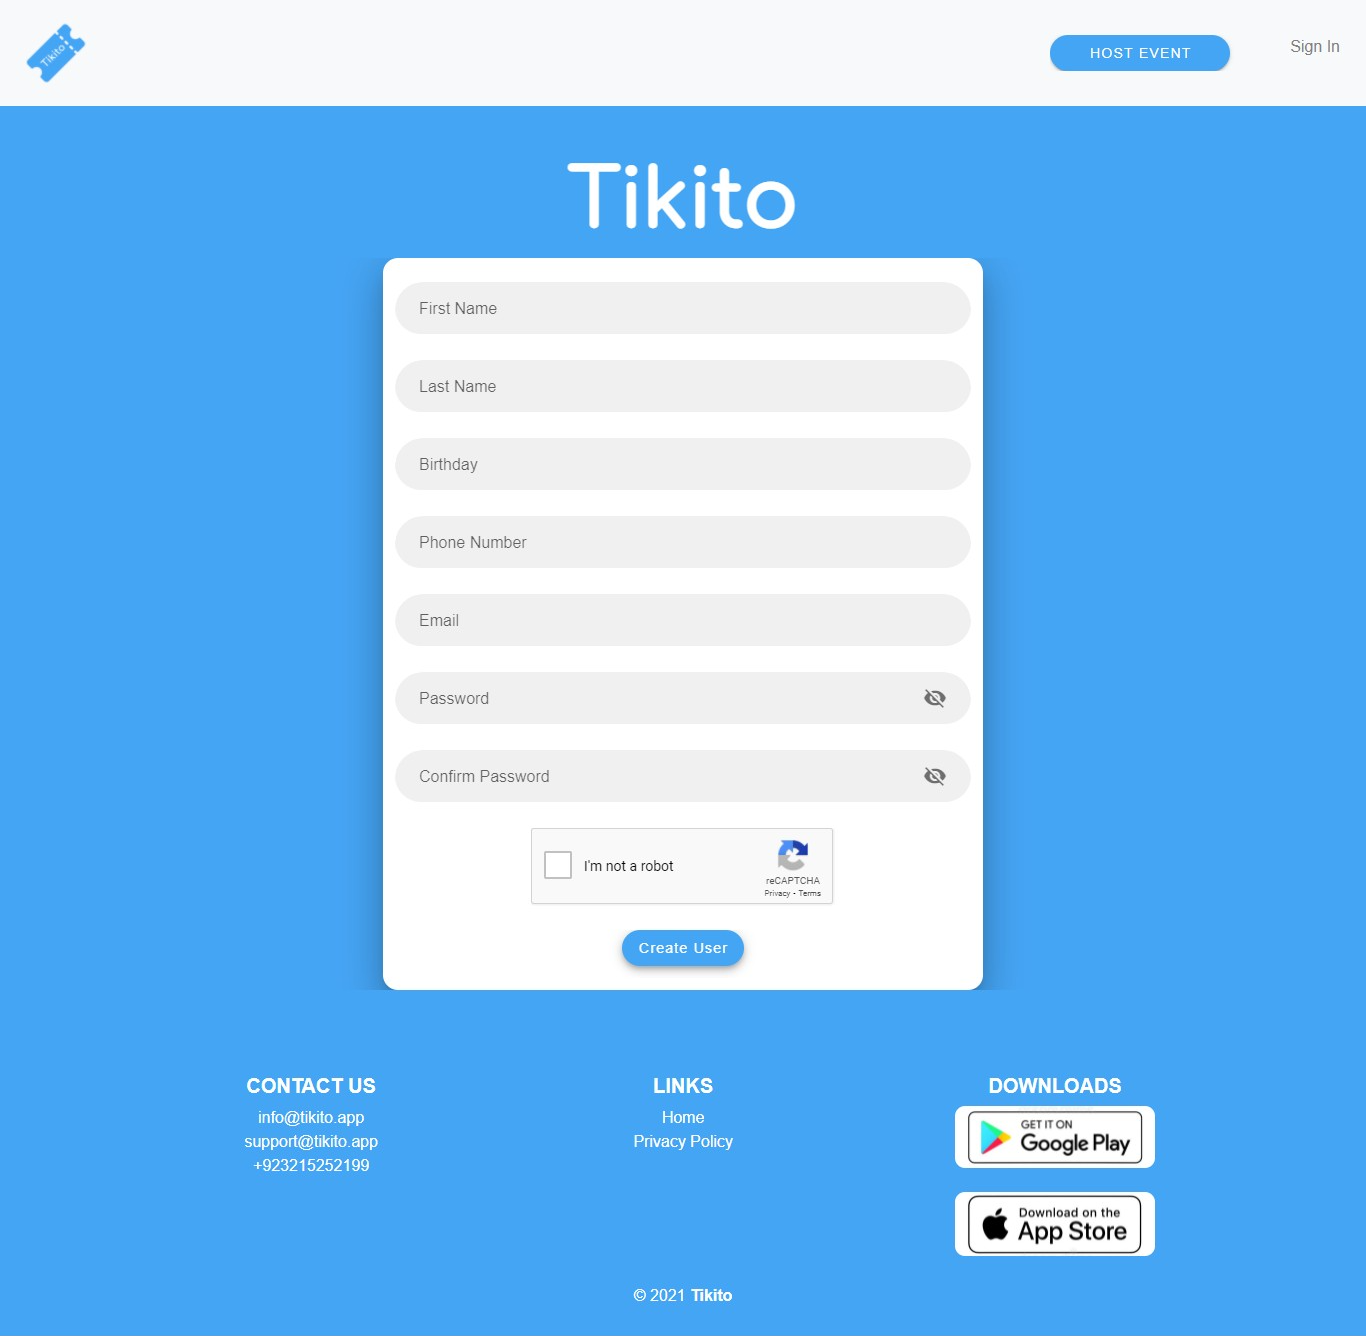 Tikito
HOST EVENT
Sign In
Tikito
First Name
Last Name
Birthday
Phone Number
Email
Password
Confirm Password
I'm not a robot
reCAPTCHA
Privacy - Terms
Create User
CONTACT US
info@tikito.app
support@tikito.app
+923215252199
LINKS
Home
Privacy Policy
DOWNLOADS
GET IT ON
Google Play
Download on the
App Store
© 2021 Tikito